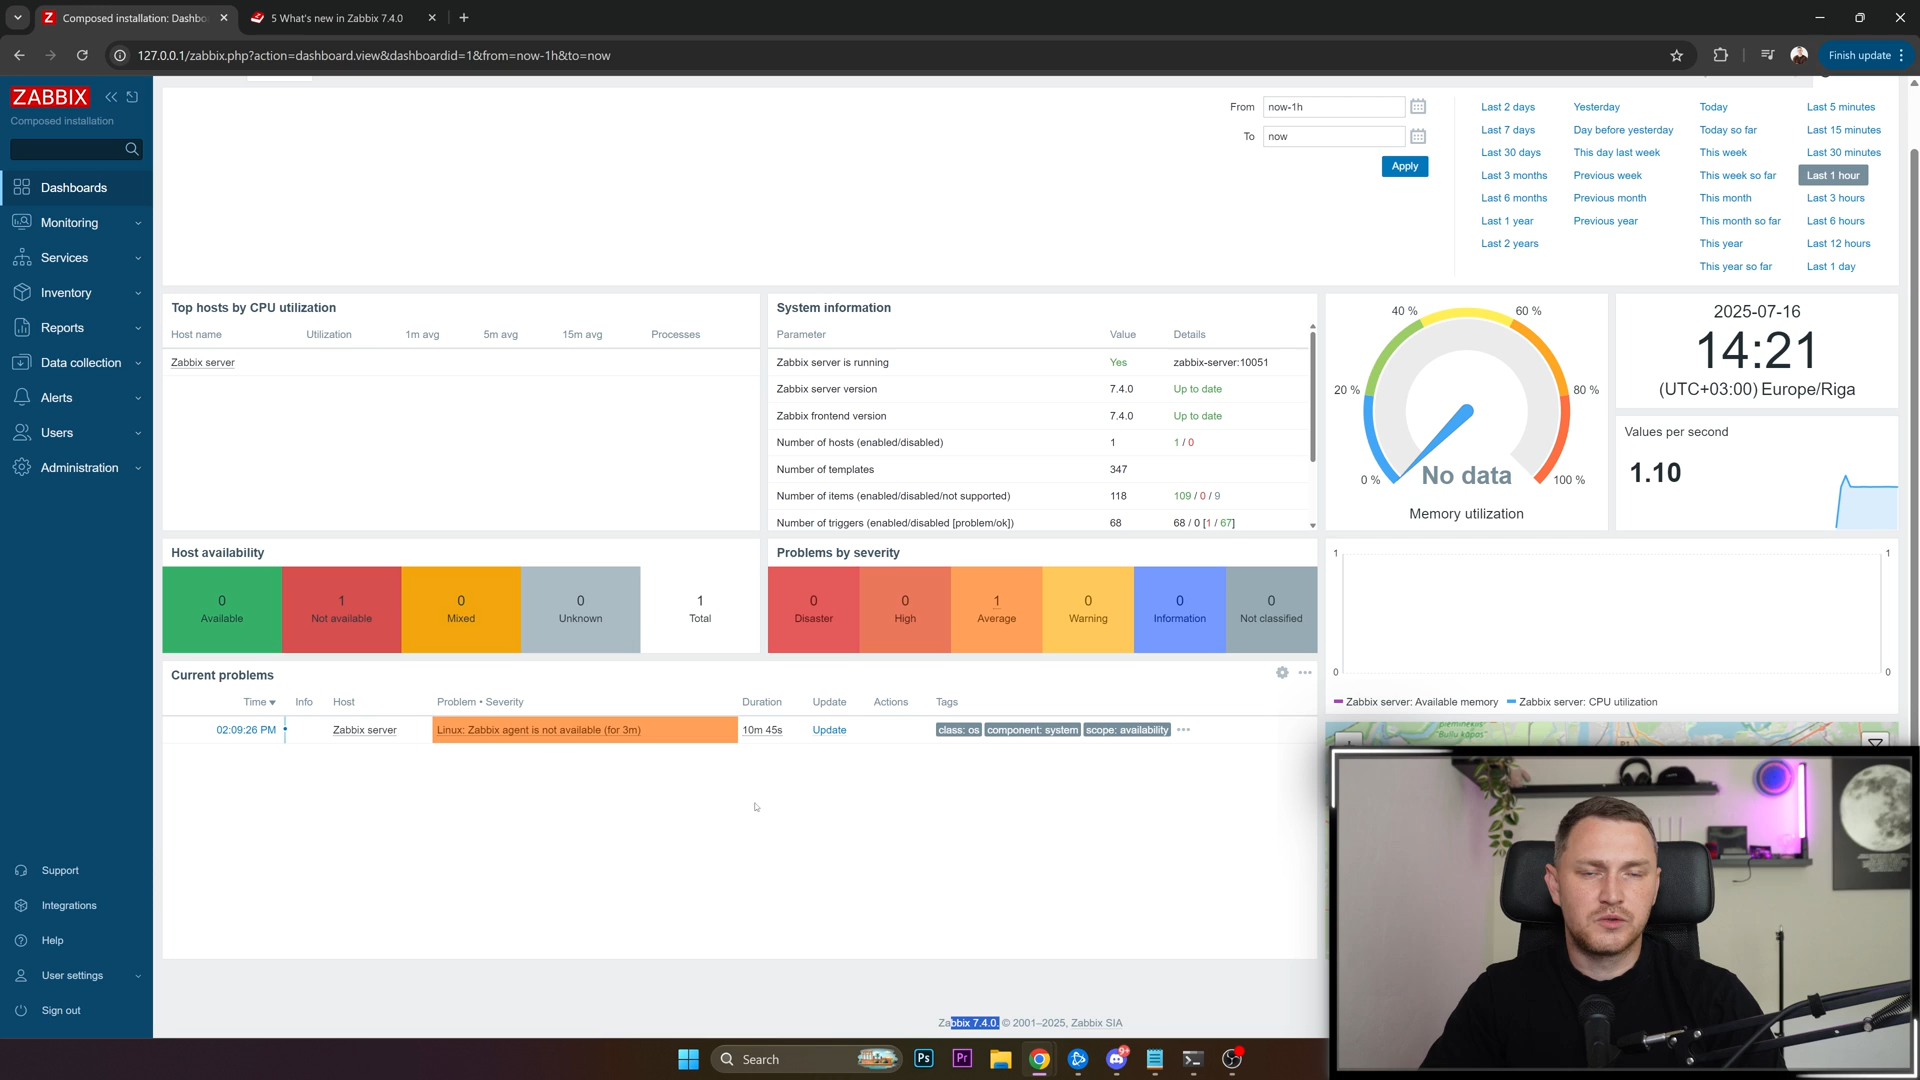 Composed installation: Dashbo
5 What's new in Zabbix 7.4.0
127.0.0.1/zabbix.php?action=dashboard.view&dashboardid=1&from=now-1h&to=now
Finish update
ZABBIX
Composed installation
Dashboards
Monitoring
Services
Inventory
Reports
Data collection
Alerts
Users
Administration
Support
Integrations
Help
User settings
Sign out
From now-1h
To now
Apply
Last 2 days Yesterday Today Last 5 minutes
Last 7 days Day before yesterday Today so far Last 15 minutes
Last 30 days This day last week This week Last 30 minutes
Last 3 months Previous week This week so far Last 1 hour
Last 6 months Previous month This month Last 3 hours
Last 1 year Previous year This month so far Last 6 hours
Last 2 years This year Last 12 hours
This year so far Last 1 day
Top hosts by CPU utilization
Host name Utilization 1m avg 5m avg 15m avg Processes
Zabbix server
System information
Parameter Value Details
Zabbix server is running Yes zabbix-server:10051
Zabbix server version 7.4.0 Up to date
Zabbix frontend version 7.4.0 Up to date
Number of hosts (enabled/disabled) 1 1 / 0
Number of templates 347
Number of items (enabled/disabled/not supported) 118 109 / 0 / 9
Number of triggers (enabled/disabled [problem/ok]) 68 68 / 0 [1 / 67]
40 % 60 %
20 % 80 %
0 % No data 100 %
Memory utilization
2025-07-16
14:21
(UTC+03:00) Europe/Riga
Values per second
1.10
Host availability
0 1 0 0 1
Available Not available Mixed Unknown Total
Problems by severity
0 0 1 0 0 0
Disaster High Average Warning Information Not classified
1 1
0 0
Zabbix server: Available memory Zabbix server: CPU utilization
Current problems
Time Info Host Problem • Severity Duration Update Actions Tags
02:09:26 PM Zabbix server Linux: Zabbix agent is not available (for 3m) 10m 45s Update class: os component: system scope: availability
Zabbix 7.4.0. © 2001–2025, Zabbix SIA
Search
Ps
Pr